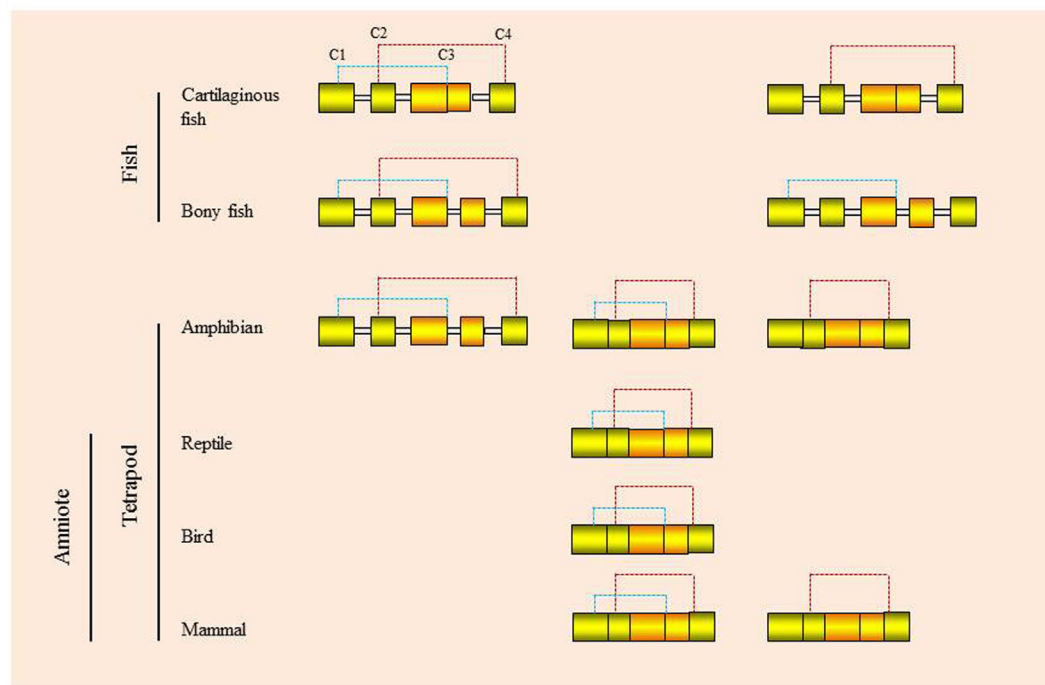 C2
C4
C1
C3
Cartilaginous
fish
Fish
Bony fish
Amphibian
Reptile
Tetrapod
Amniote
Bird
Mammal